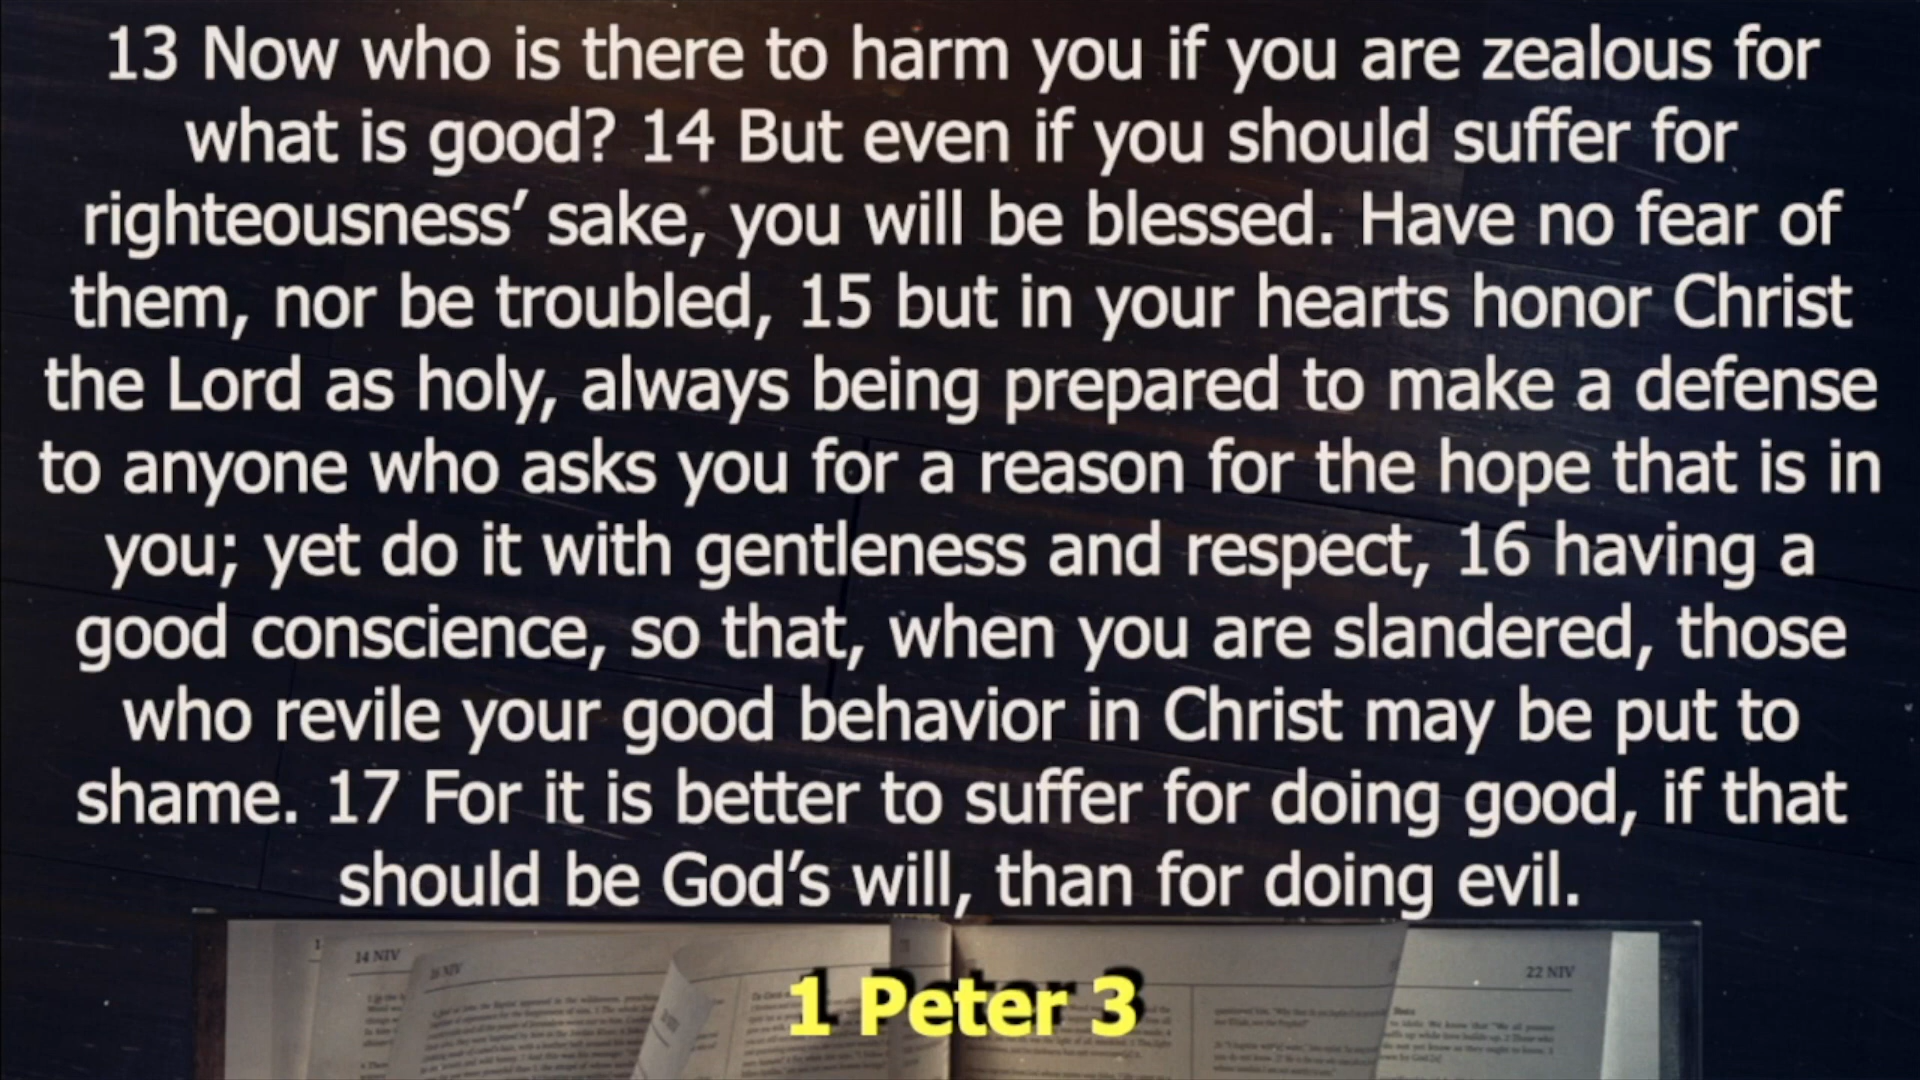 13 Now who is there to harm you if you are zealous for
what is good? 14 But even if you should suffer for
righteousness’ sake, you will be blessed. Have no fear of
them, nor be troubled, 15 but in your hearts honor Christ
the Lord as holy, always being prepared to make a defense
to anyone who asks you for a reason for the hope that is in
you; yet do it with gentleness and respect, 16 having a
good conscience, so that, when you are slandered, those
who revile your good behavior in Christ may be put to
shame. 17 For it is better to suffer for doing good, if that
should be God’s will, than for doing evil.
14 NIV
22 NIV
1 Peter 3